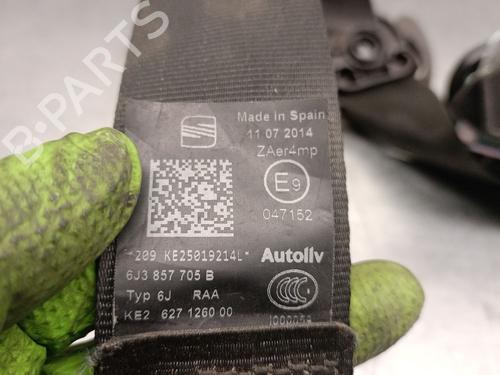 Made in Spain
11 07 2014
ZAer4mp
E9
047152
*209 KE25019214L*
Autoliv
6J3 857 705 B
Typ 6J RAA
CCC
KE2 627 1260 00
B-PARTS